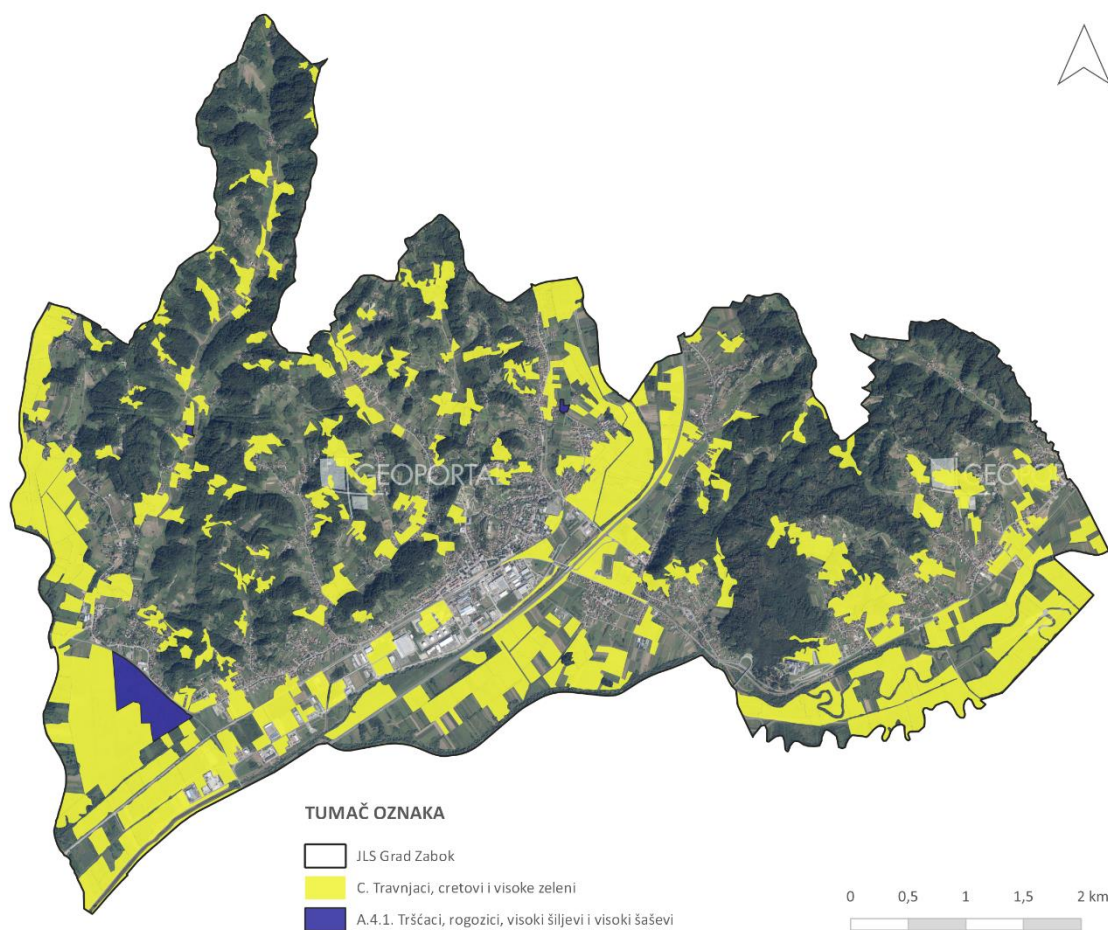 GEOPORTAL
GEOPOR
TUMAČ OZNAKA
JLS Grad Zabok
C. Travnjaci, cretovi i visoke zeleni
A.4.1. Tršćaci, rogozici, visoki šiljevi i visoki šaševi
0 0,5 1 1,5 2 km